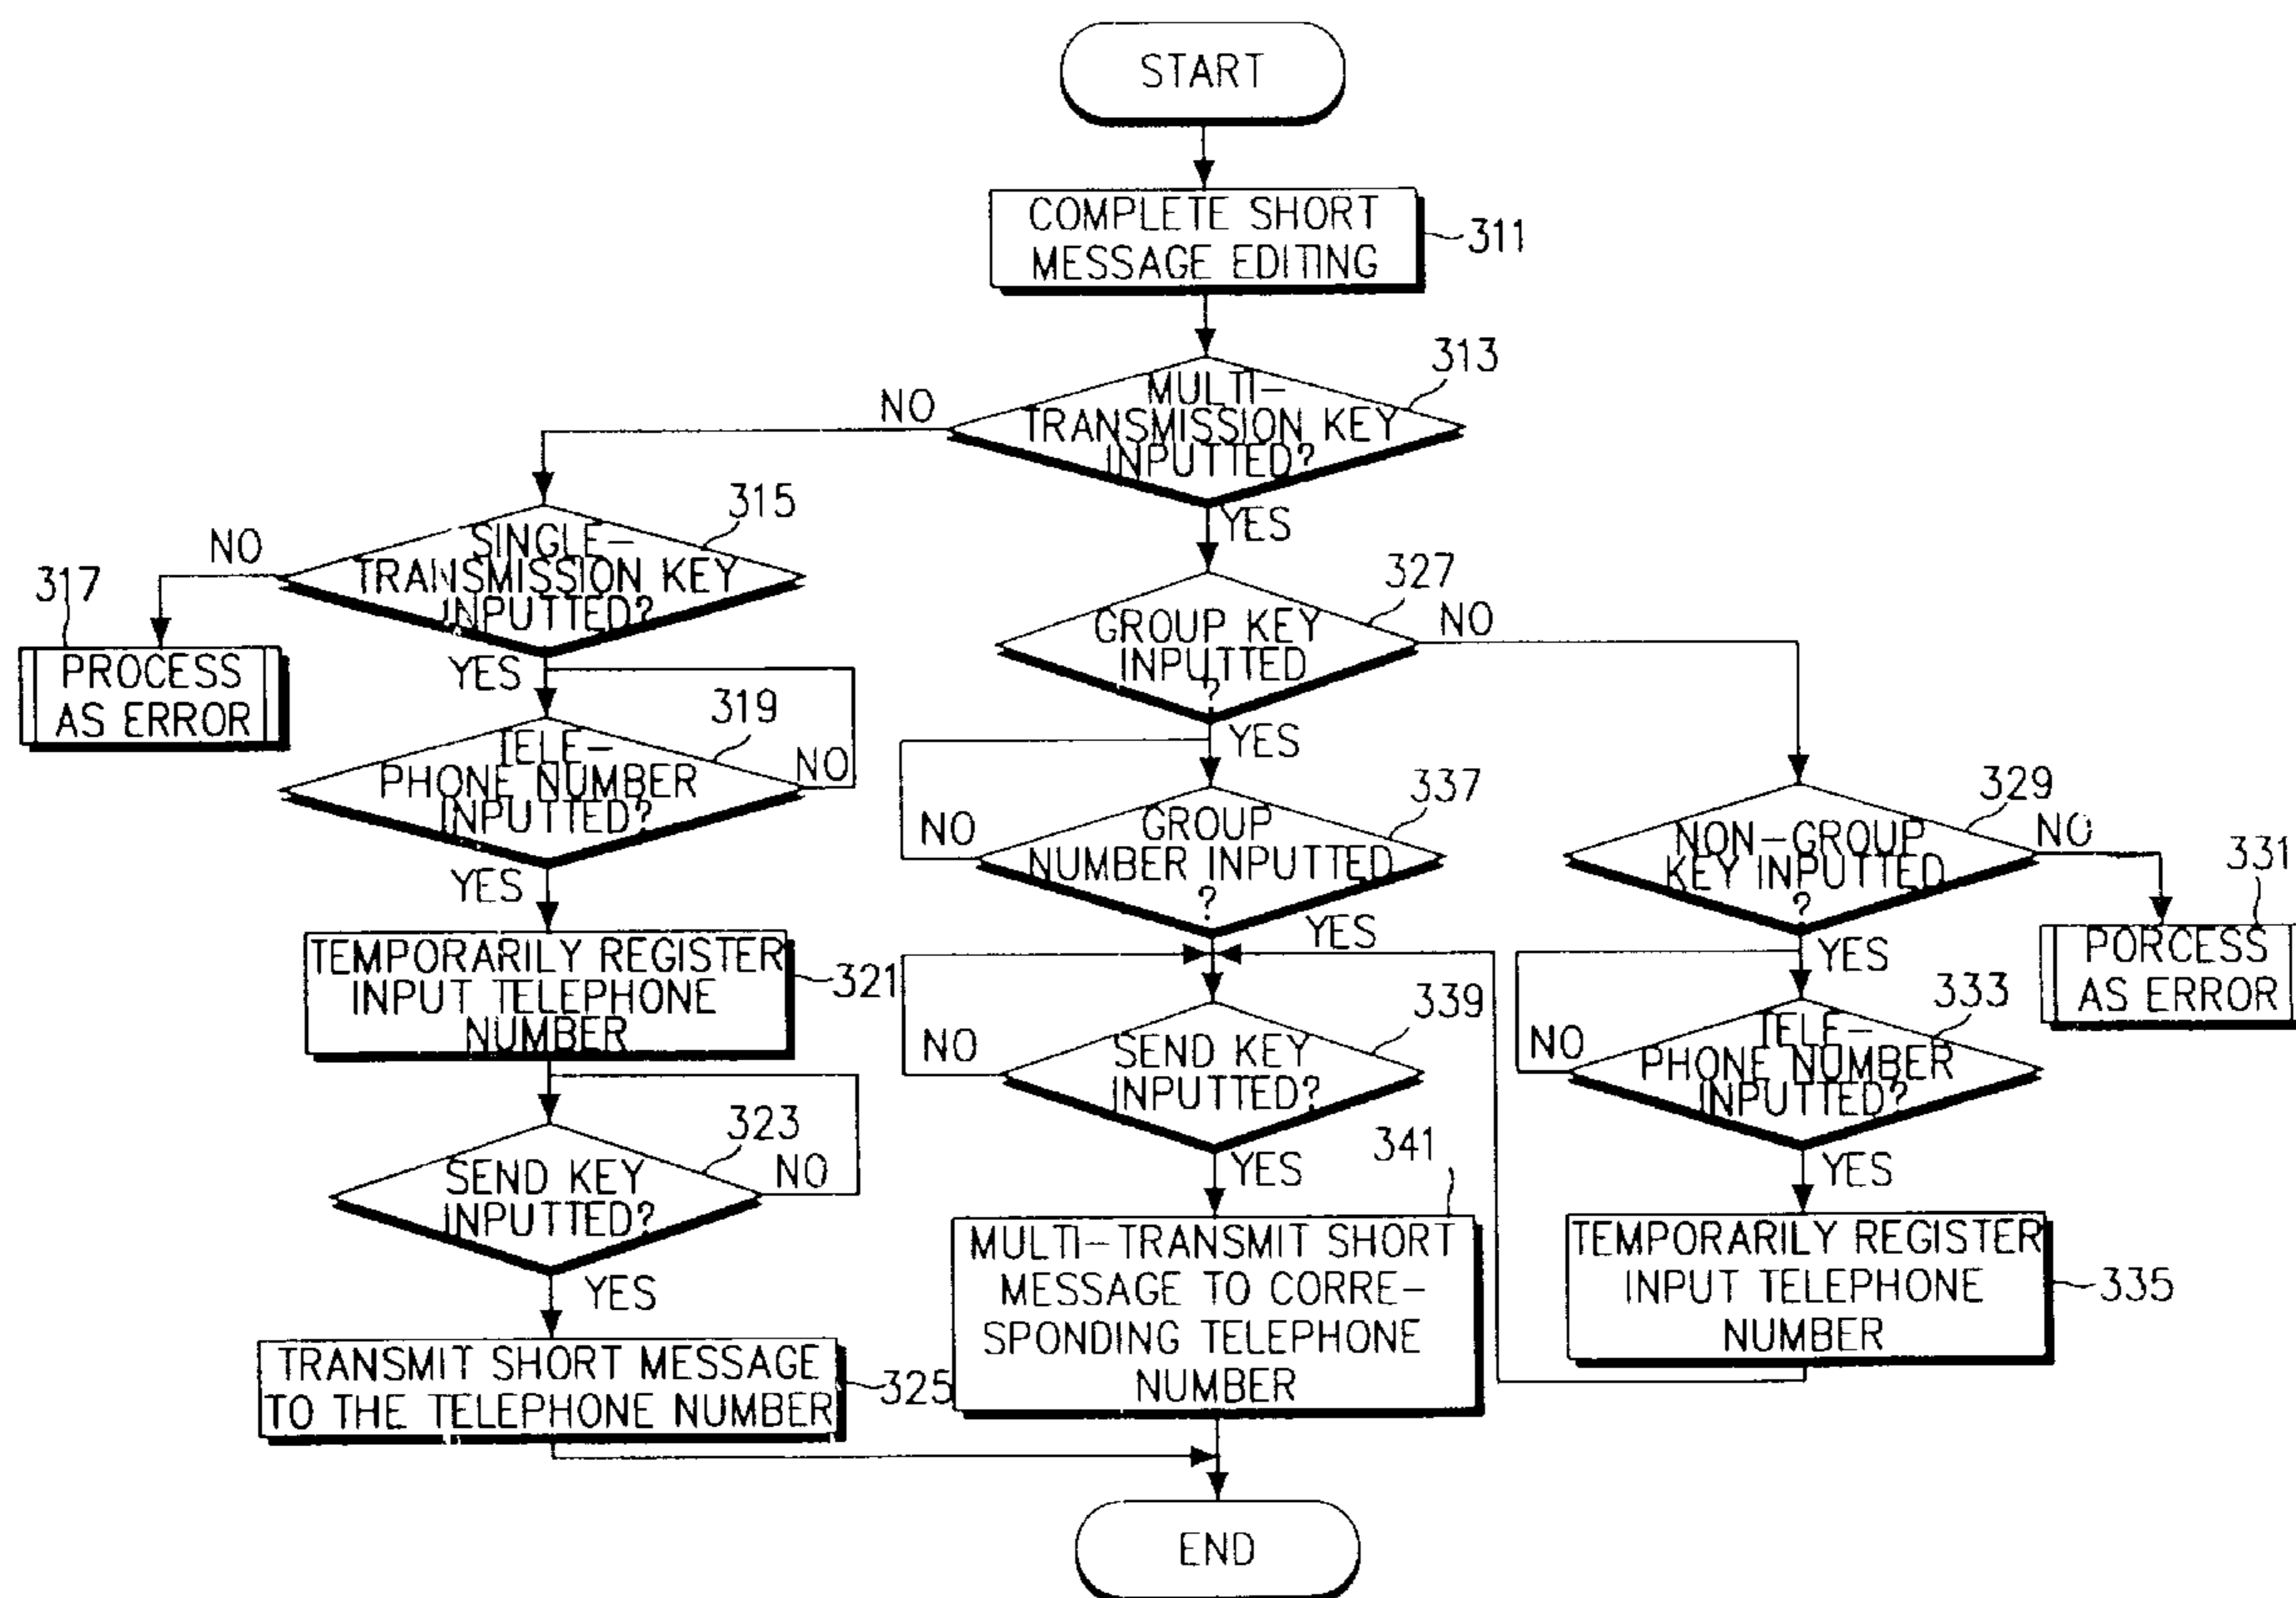 START
COMPLETE SHORT
MESSAGE EDITING
311
313
MULTI-
TRANSMISSION KEY
INPUTTED?
NO
YES
315
SINGLE-
TRANSMISSION KEY
INPUTTED?
NO
YES
317
PROCESS
AS ERROR
319
TELE-
PHONE NUMBER
INPUTTED?
NO
YES
TEMPORARILY REGISTER
INPUT TELEPHONE
NUMBER
321
323
SEND KEY
INPUTTED?
NO
YES
TRANSMIT SHORT MESSAGE
TO THE TELEPHONE NUMBER
325
327
GROUP KEY
INPUTTED
?
NO
YES
337
GROUP
NUMBER INPUTTED
?
NO
YES
339
SEND KEY
INPUTTED?
NO
YES
341
MULTI-TRANSMIT SHORT
MESSAGE TO CORRE-
SPONDING TELEPHONE
NUMBER
329
NON-GROUP
KEY INPUTTED
?
NO
YES
331
PORCESS
AS ERROR
333
TELE-
PHONE NUMBER
INPUTTED?
NO
YES
TEMPORARILY REGISTER
INPUT TELEPHONE
NUMBER
335
END